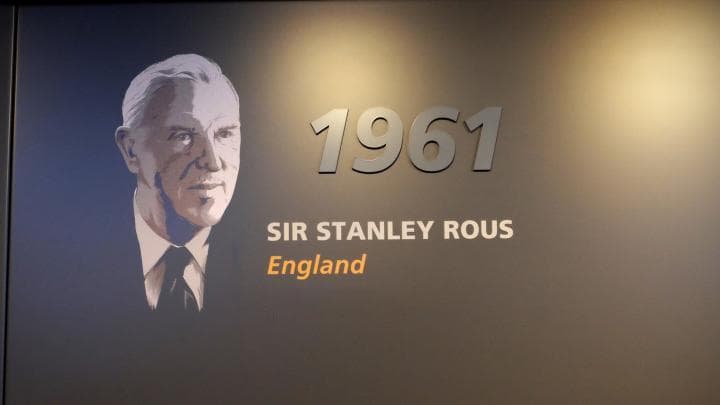 1961
SIR STANLEY ROUS
England